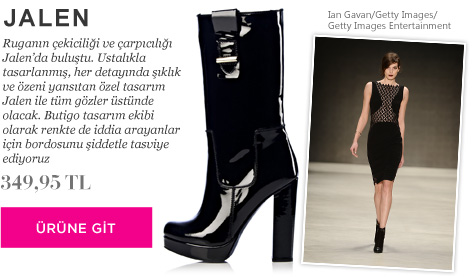 JALEN
Ruganın çekiciliği ve çarpıcılığı
Jalen'da buluştu. Ustalıkla
tasarlanmış, her detayında şıklık
ve özeni yansıtan özel tasarım
Jalen ile tüm gözler üstünde
olacak. Butigo tasarım ekibi
olarak renkte de iddia arayanlar
için bordosunu şiddetle tasviye
ediyoruz
349,95 TL
ÜRÜNE GİT
Ian Gavan/Getty Images/
Getty Images Entertainment